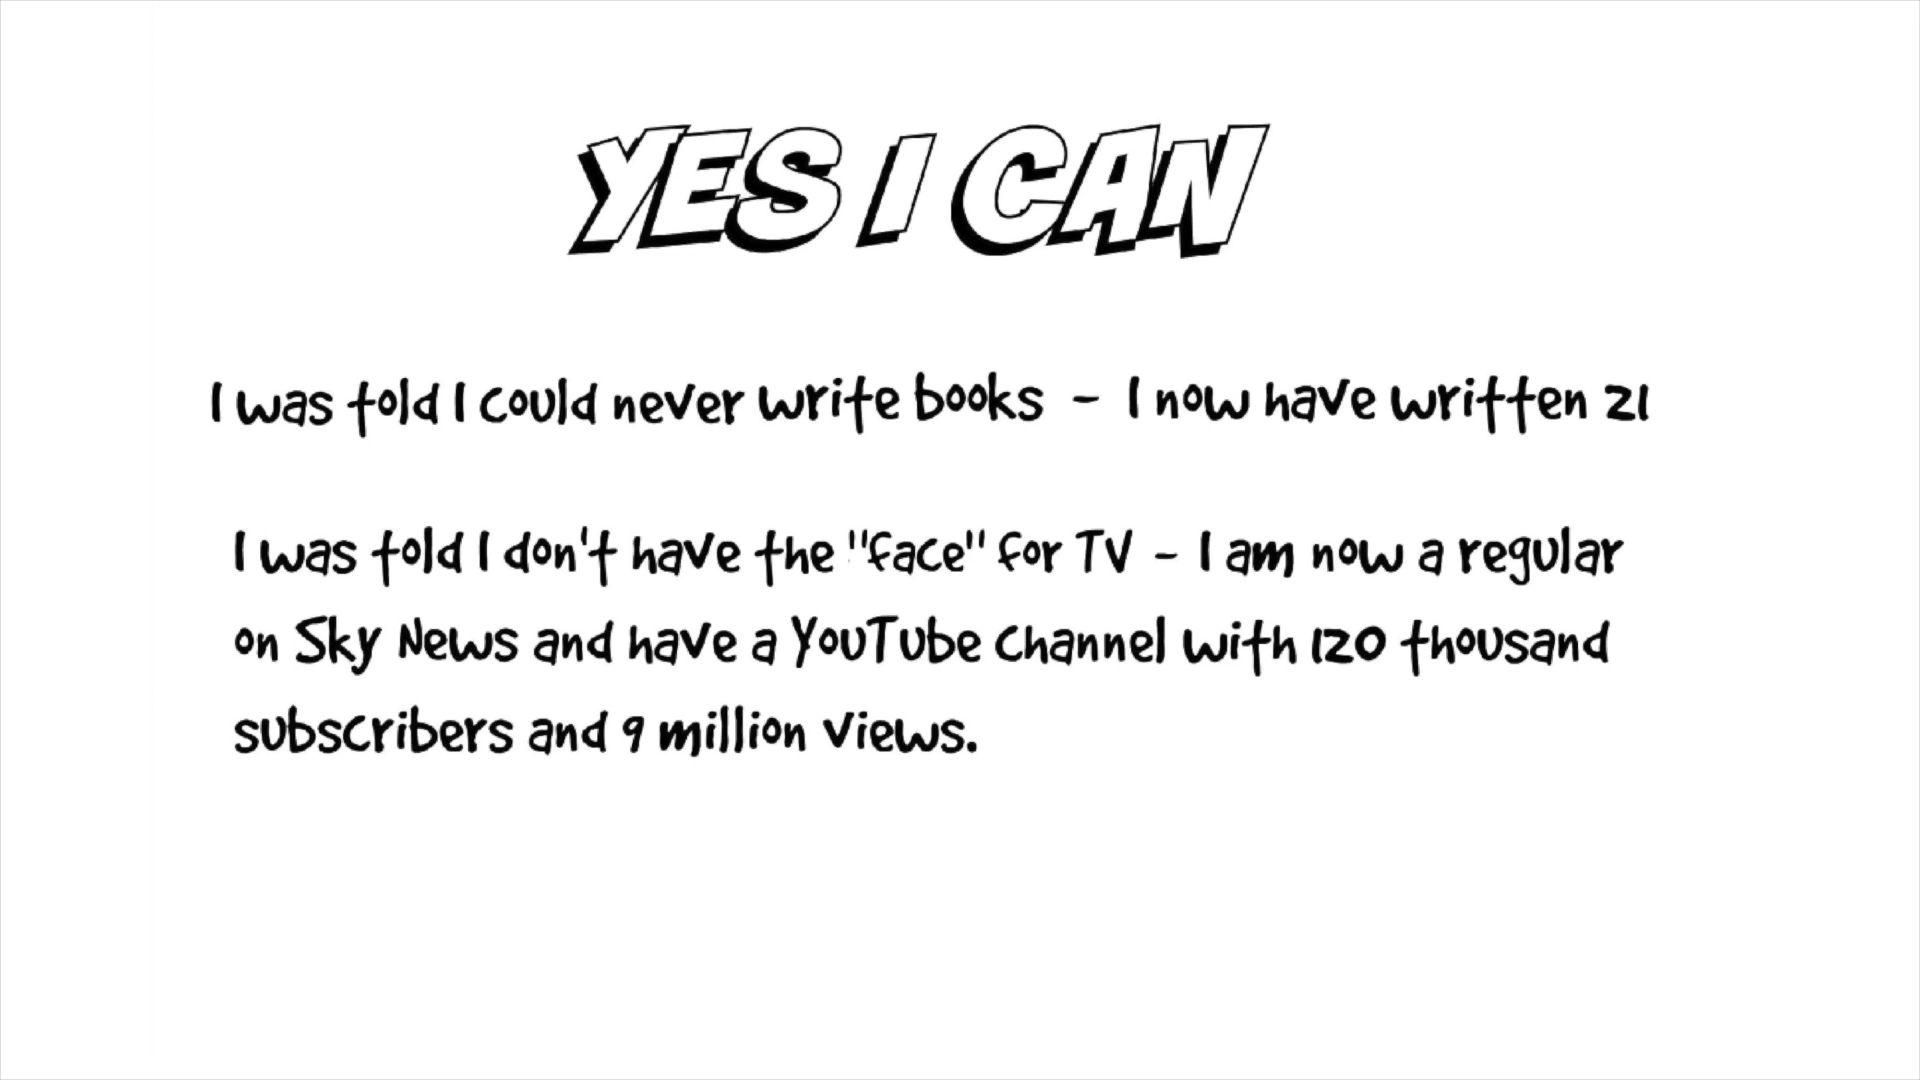 YES I CAN
I was told I could never write books - I now have written 21
I was told I don't have the "face" for TV - I am now a regular
on Sky News and have a YouTube Channel with 120 thousand
subscribers and 9 million views.